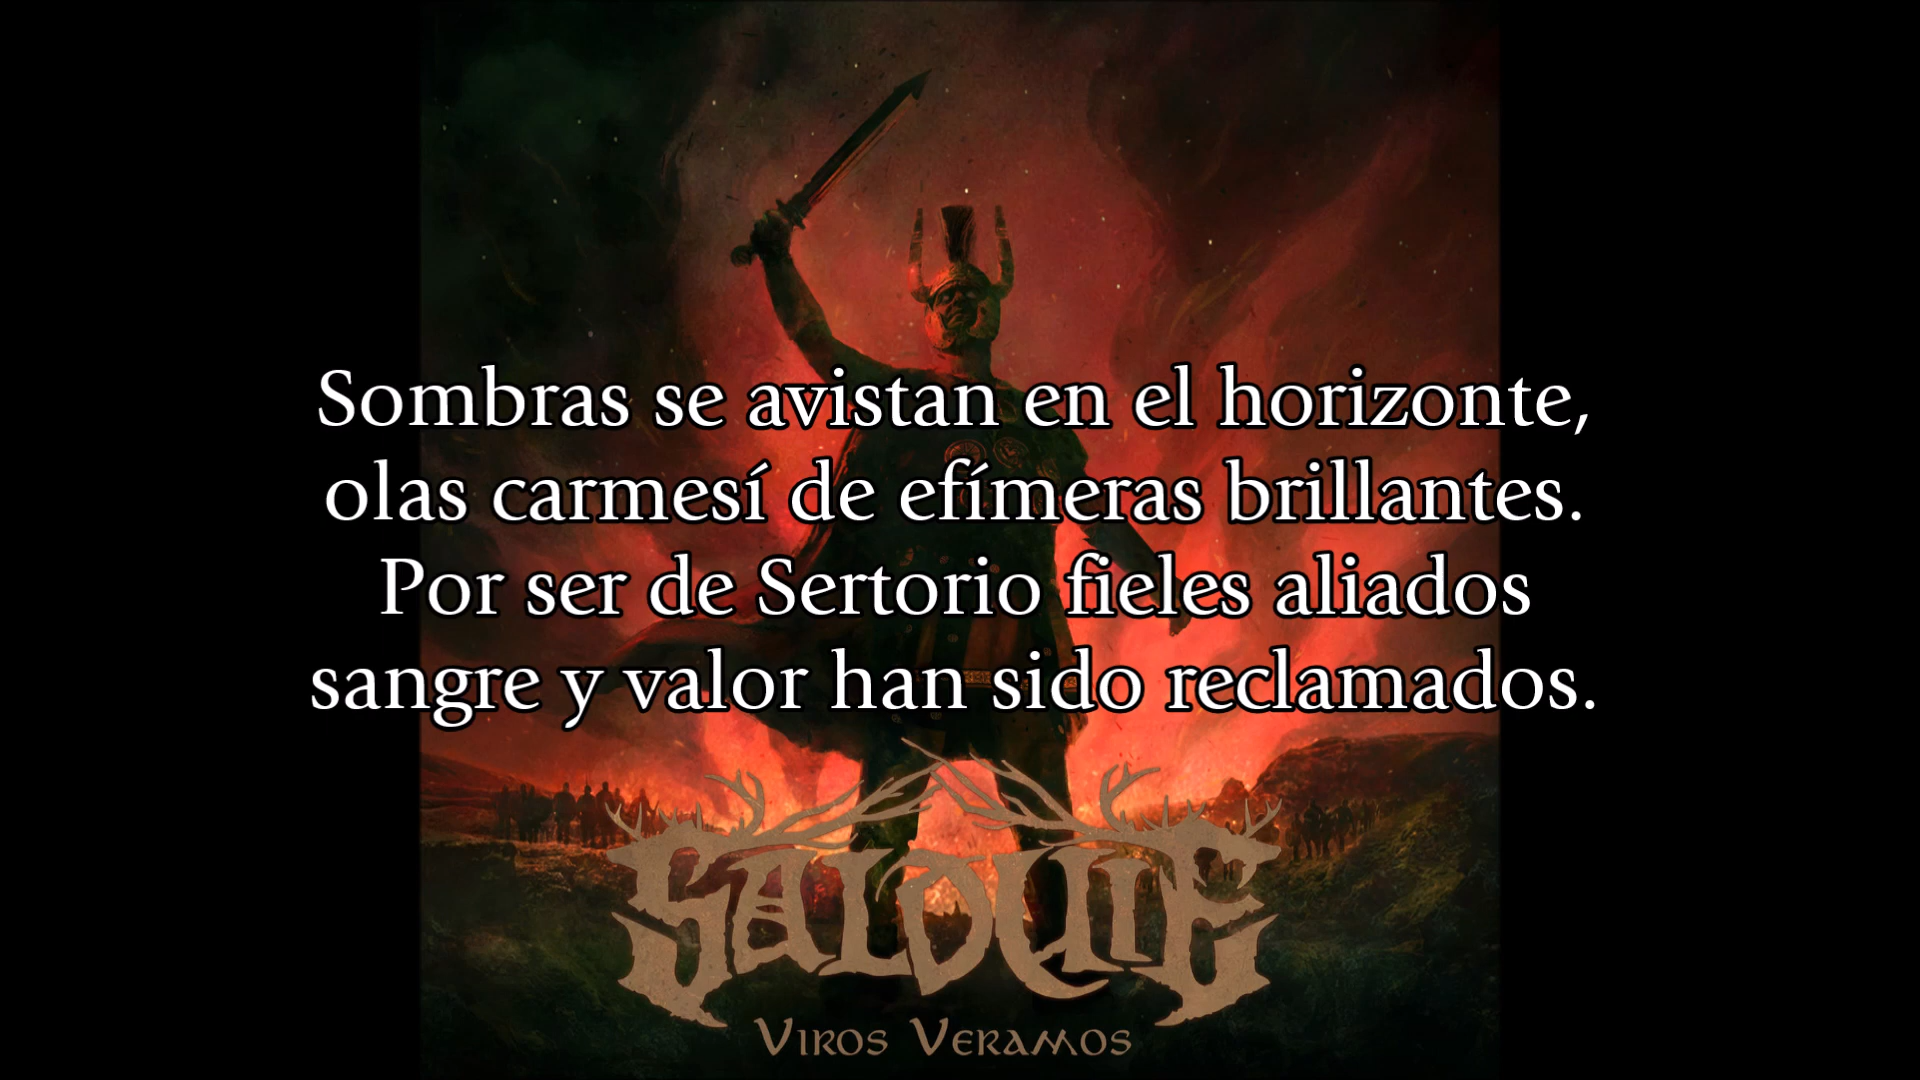 Sombras se avistan en el horizonte,
olas carmesí de efímeras brillantes.
Por ser de Sertorio fieles aliados
sangre y valor han sido reclamados.
SALDUIE
VIROS VERAMOS